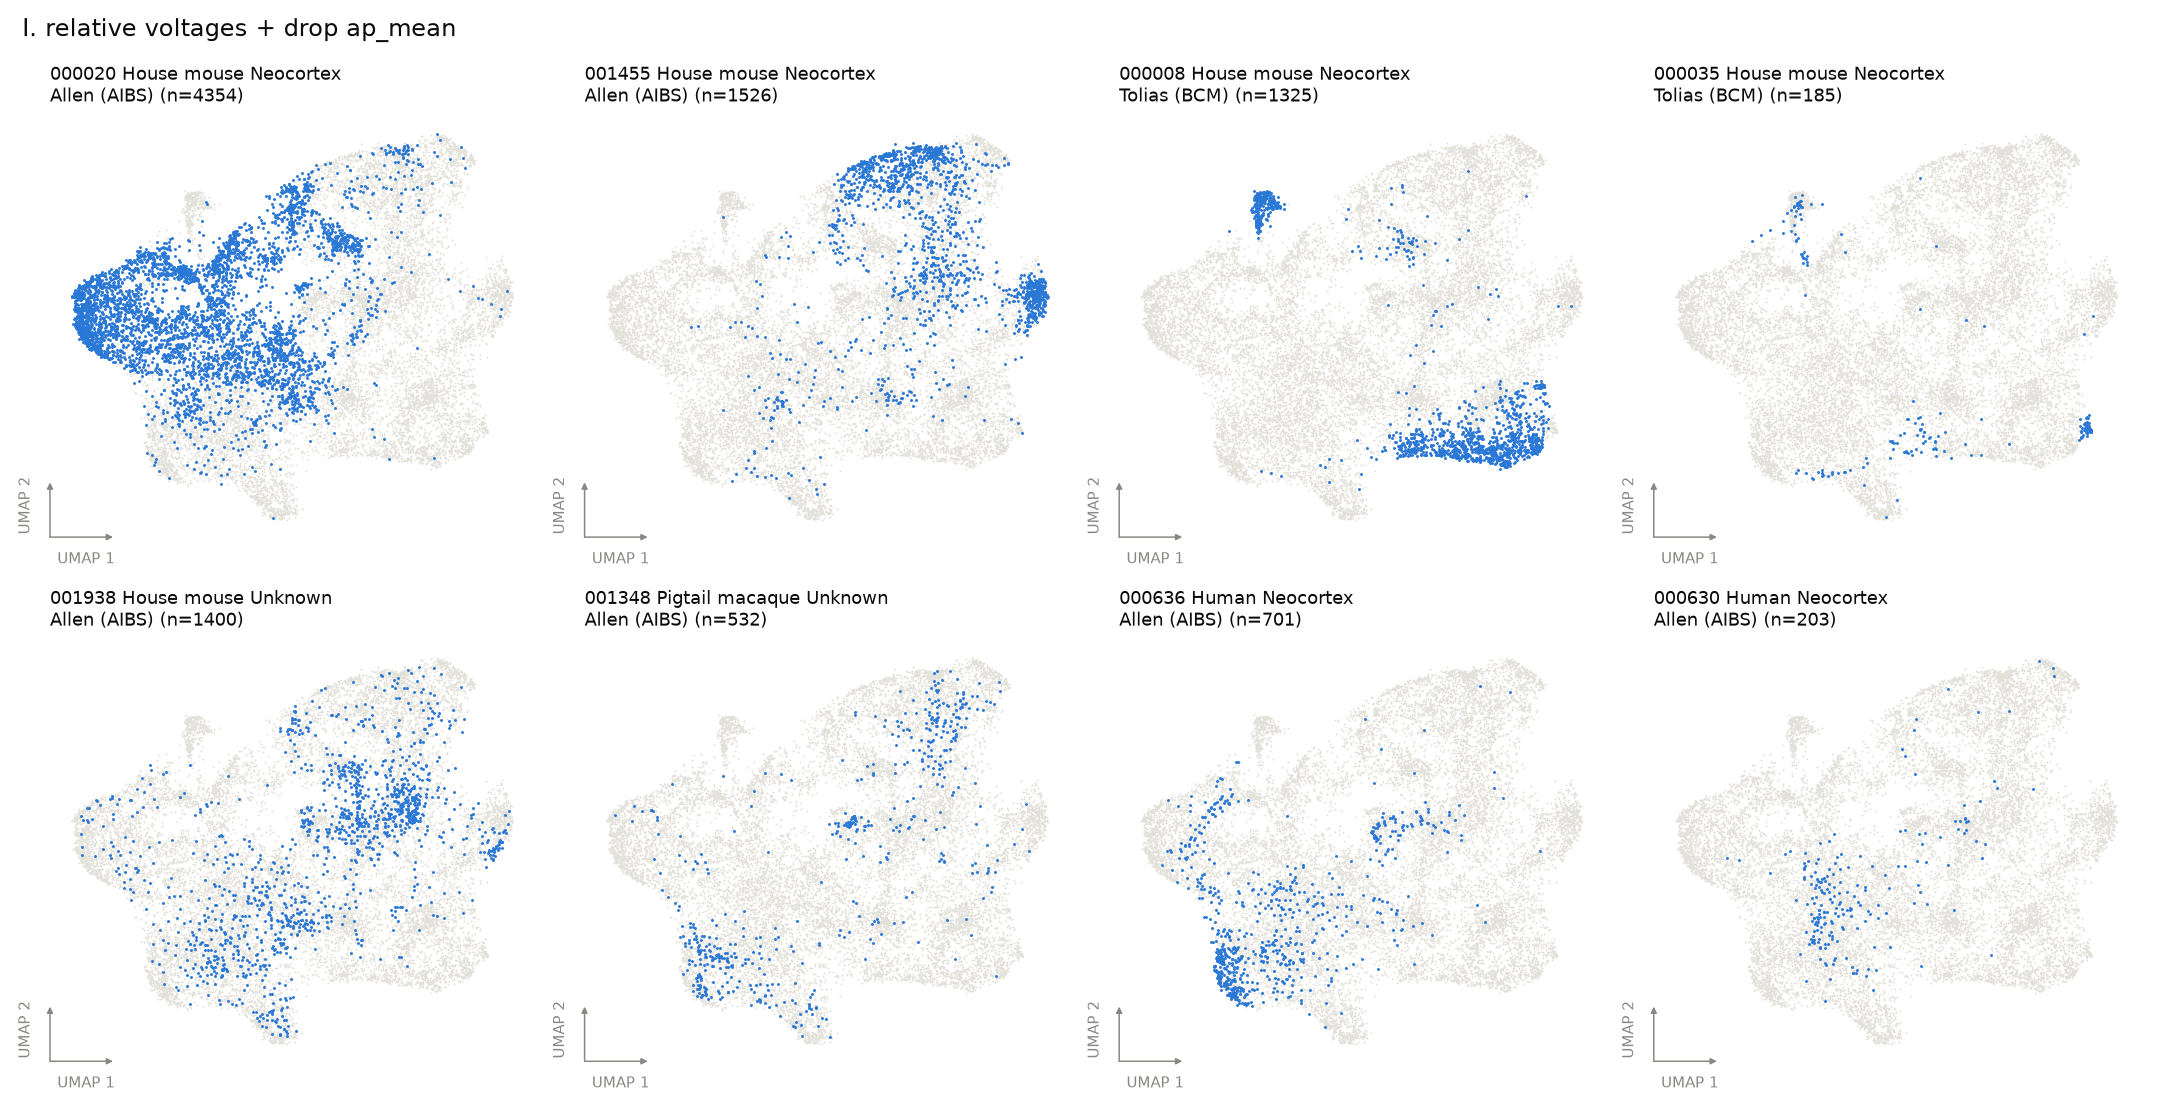 I. relative voltages + drop ap_mean
000020 House mouse Neocortex
Allen (AIBS) (n=4354)
001455 House mouse Neocortex
Allen (AIBS) (n=1526)
000008 House mouse Neocortex
Tolias (BCM) (n=1325)
000035 House mouse Neocortex
Tolias (BCM) (n=185)
UMAP 2
UMAP 1
UMAP 2
UMAP 1
UMAP 2
UMAP 1
UMAP 2
UMAP 1
001938 House mouse Unknown
Allen (AIBS) (n=1400)
001348 Pigtail macaque Unknown
Allen (AIBS) (n=532)
000636 Human Neocortex
Allen (AIBS) (n=701)
000630 Human Neocortex
Allen (AIBS) (n=203)
UMAP 2
UMAP 1
UMAP 2
UMAP 1
UMAP 2
UMAP 1
UMAP 2
UMAP 1